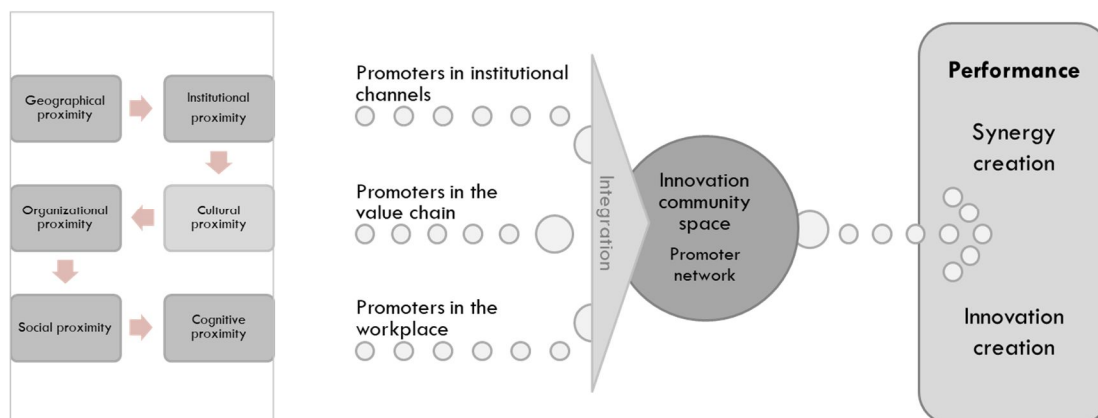 Geographical
proximity
Institutional
proximity
Organizational
proximity
Cultural
proximity
Social proximity
Cognitive
proximity
Promoters in institutional
channels
Promoters in the
value chain
Promoters in the
workplace
Integration
Innovation
community
space
Promoter
network
Performance
Synergy
creation
Innovation
creation